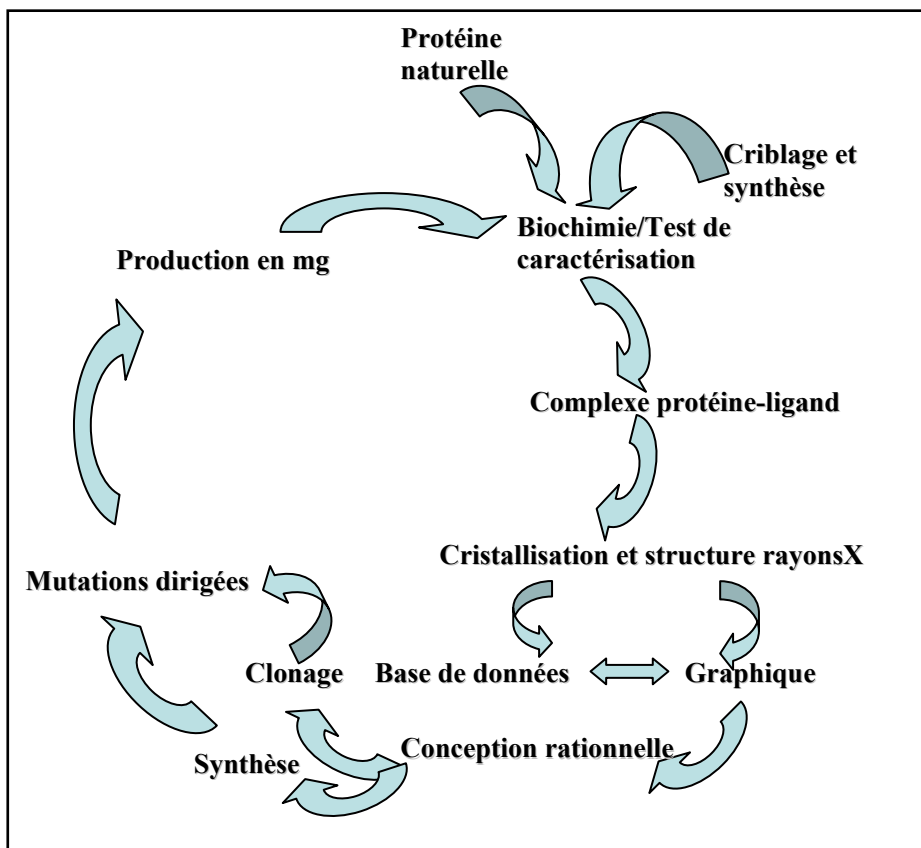 Protéine
naturelle
Criblage et
synthèse
Biochimie/Test de
caractérisation
Production en mg
Complexe protéine-ligand
Cristallisation et structure rayonsX
Mutations dirigées
Clonage
Base de données
Graphique
Conception rationnelle
Synthèse